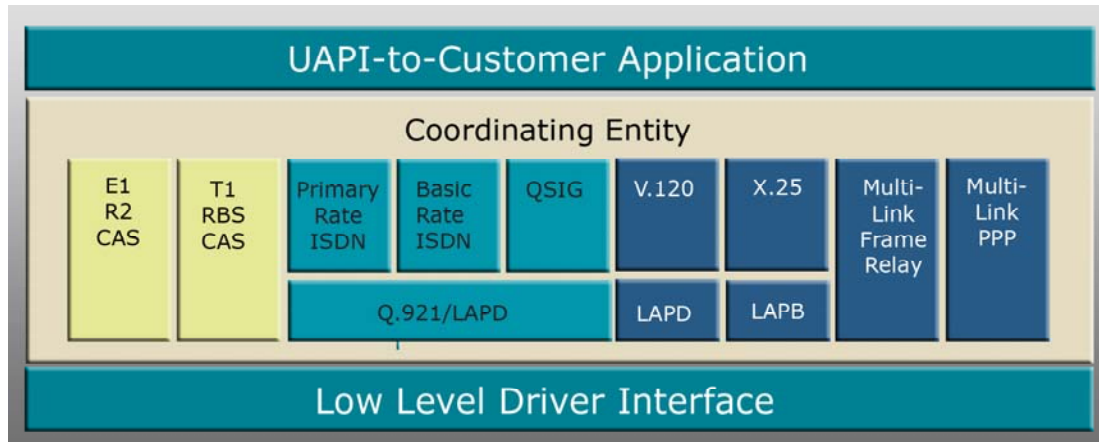 UAPI-to-Customer Application
Coordinating Entity
E1
R2
CAS
T1
RBS
CAS
Primary
Rate
ISDN
Basic
Rate
ISDN
QSIG
V.120
X.25
Multi-
Link
Frame
Relay
Multi-
Link
PPP
Q.921/LAPD
LAPD
LAPB
Low Level Driver Interface